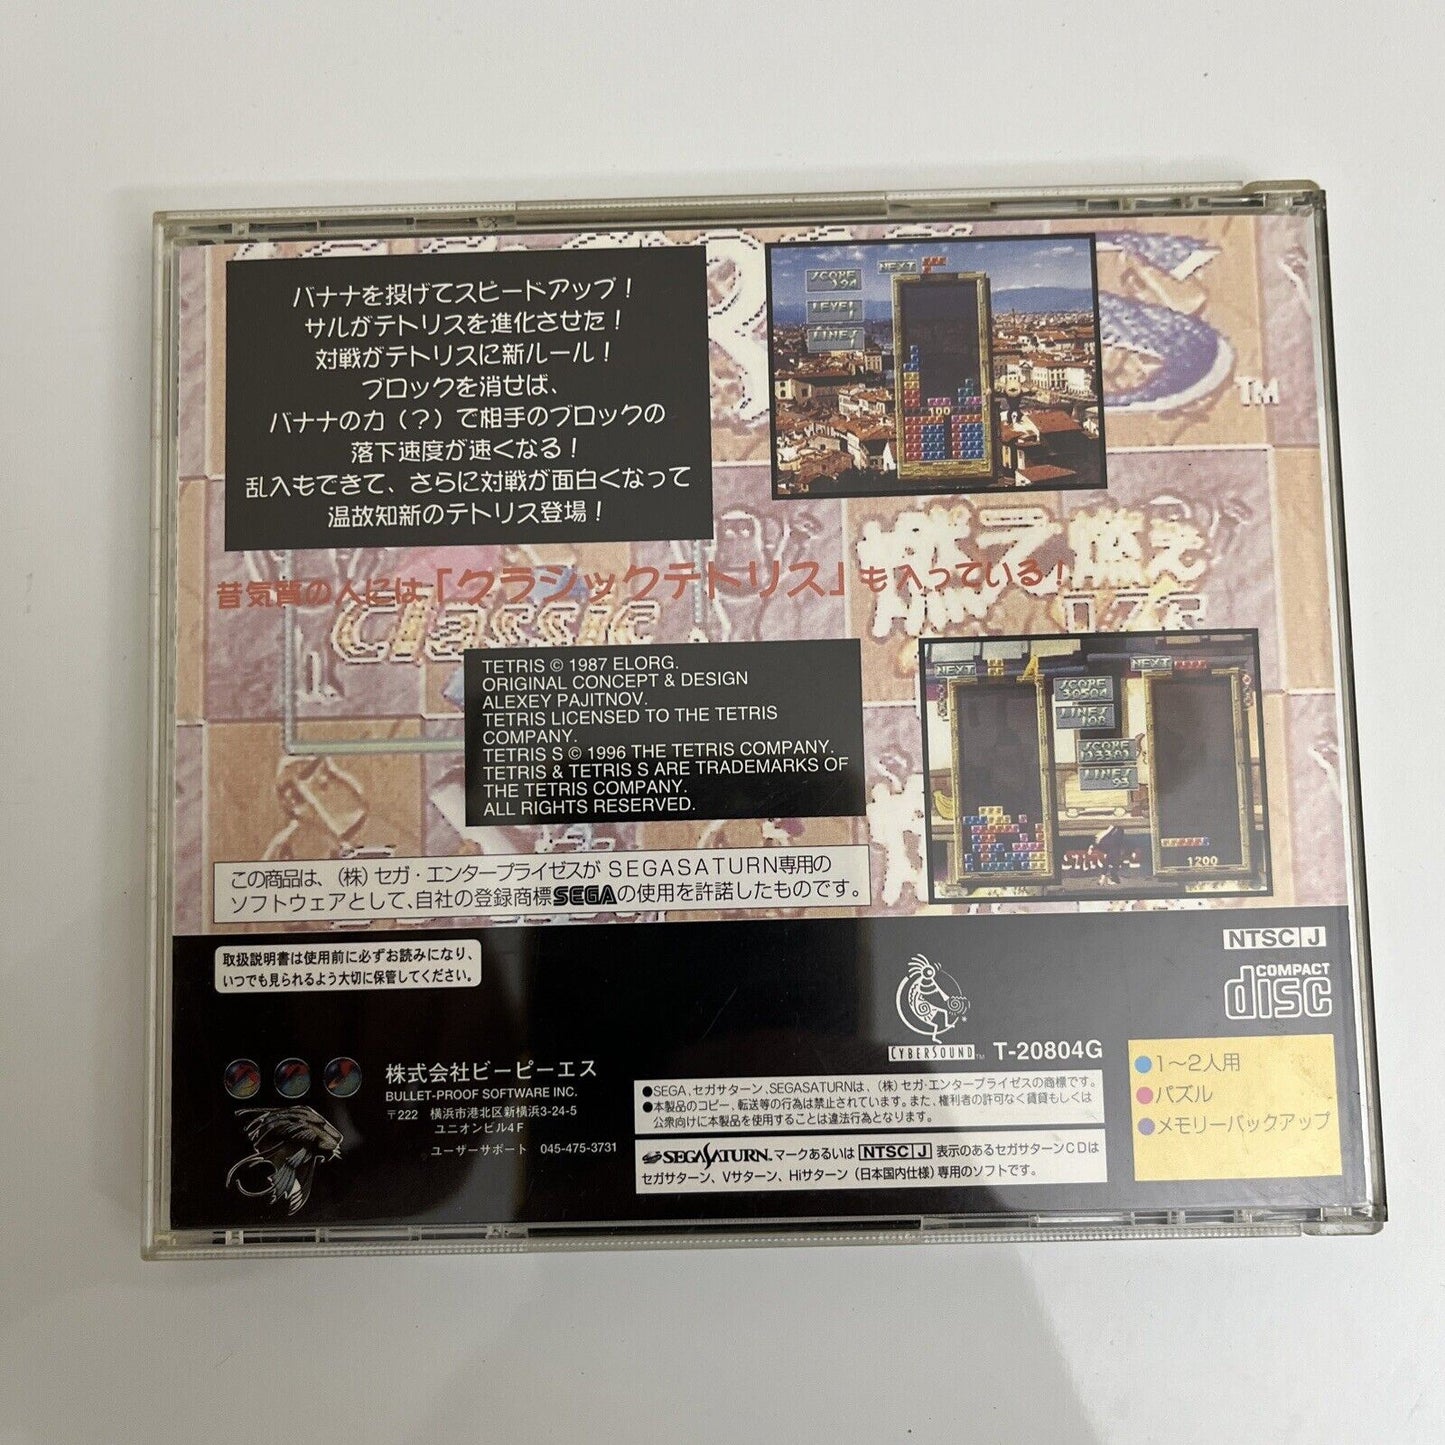 バナナを投げてスピードアップ！
サルがテトリスを進化させた！
対戦がテトリスに新ルール！
ブロックを消せば、
バナナの力（？）で相手のブロックの
落下速度が速くなる！
乱入もできて、さらに対戦が面白くなって
温故知新のテトリス登場！
SCORE
LEVEL
LINES
NEXT
100
TM
昔気質の人には「クラシックテトリス」も入っている！
Classic
燃え燃え
TETRIS © 1987 ELORG.
ORIGINAL CONCEPT & DESIGN
ALEXEY PAJITNOV.
TETRIS LICENSED TO THE TETRIS
COMPANY.
TETRIS S © 1996 THE TETRIS COMPANY.
TETRIS & TETRIS S ARE TRADEMARKS OF
THE TETRIS COMPANY.
ALL RIGHTS RESERVED.
NEXT
NEXT
SCORE
30504
LINES
108
SCORE
LINES
93
1200
この商品は、（株）セガ・エンタープライゼスがSEGASATURN専用の
ソフトウェアとして、自社の登録商標SEGAの使用を許諾したものです。
取扱説明書は使用前に必ずお読みになり、
いつでも見られるよう大切に保管してください。
NTSC J
COMPACT
disc
CYBERSOUND™ T-20804G
株式会社ビーピーエス
BULLET-PROOF SOFTWARE INC.
〒222 横浜市港北区新横浜3-24-5
ユニオンビル4F
ユーザーサポート 045-475-3731
●SEGA、セガサターン、SEGASATURNは、（株）セガ・エンタープライゼスの商標です。
●本製品のコピー、転送等の行為は禁止されています。また、権利者の許可なく賃貸もしくは
公衆向けに本製品を使用することは違法行為となります。
SEGASATURN™マークあるいは NTSC J 表示のあるセガサターンCDは
セガサターン、Vサターン、Hiサターン（日本国内仕様）専用のソフトです。
●1〜2人用
●パズル
●メモリーバックアップ